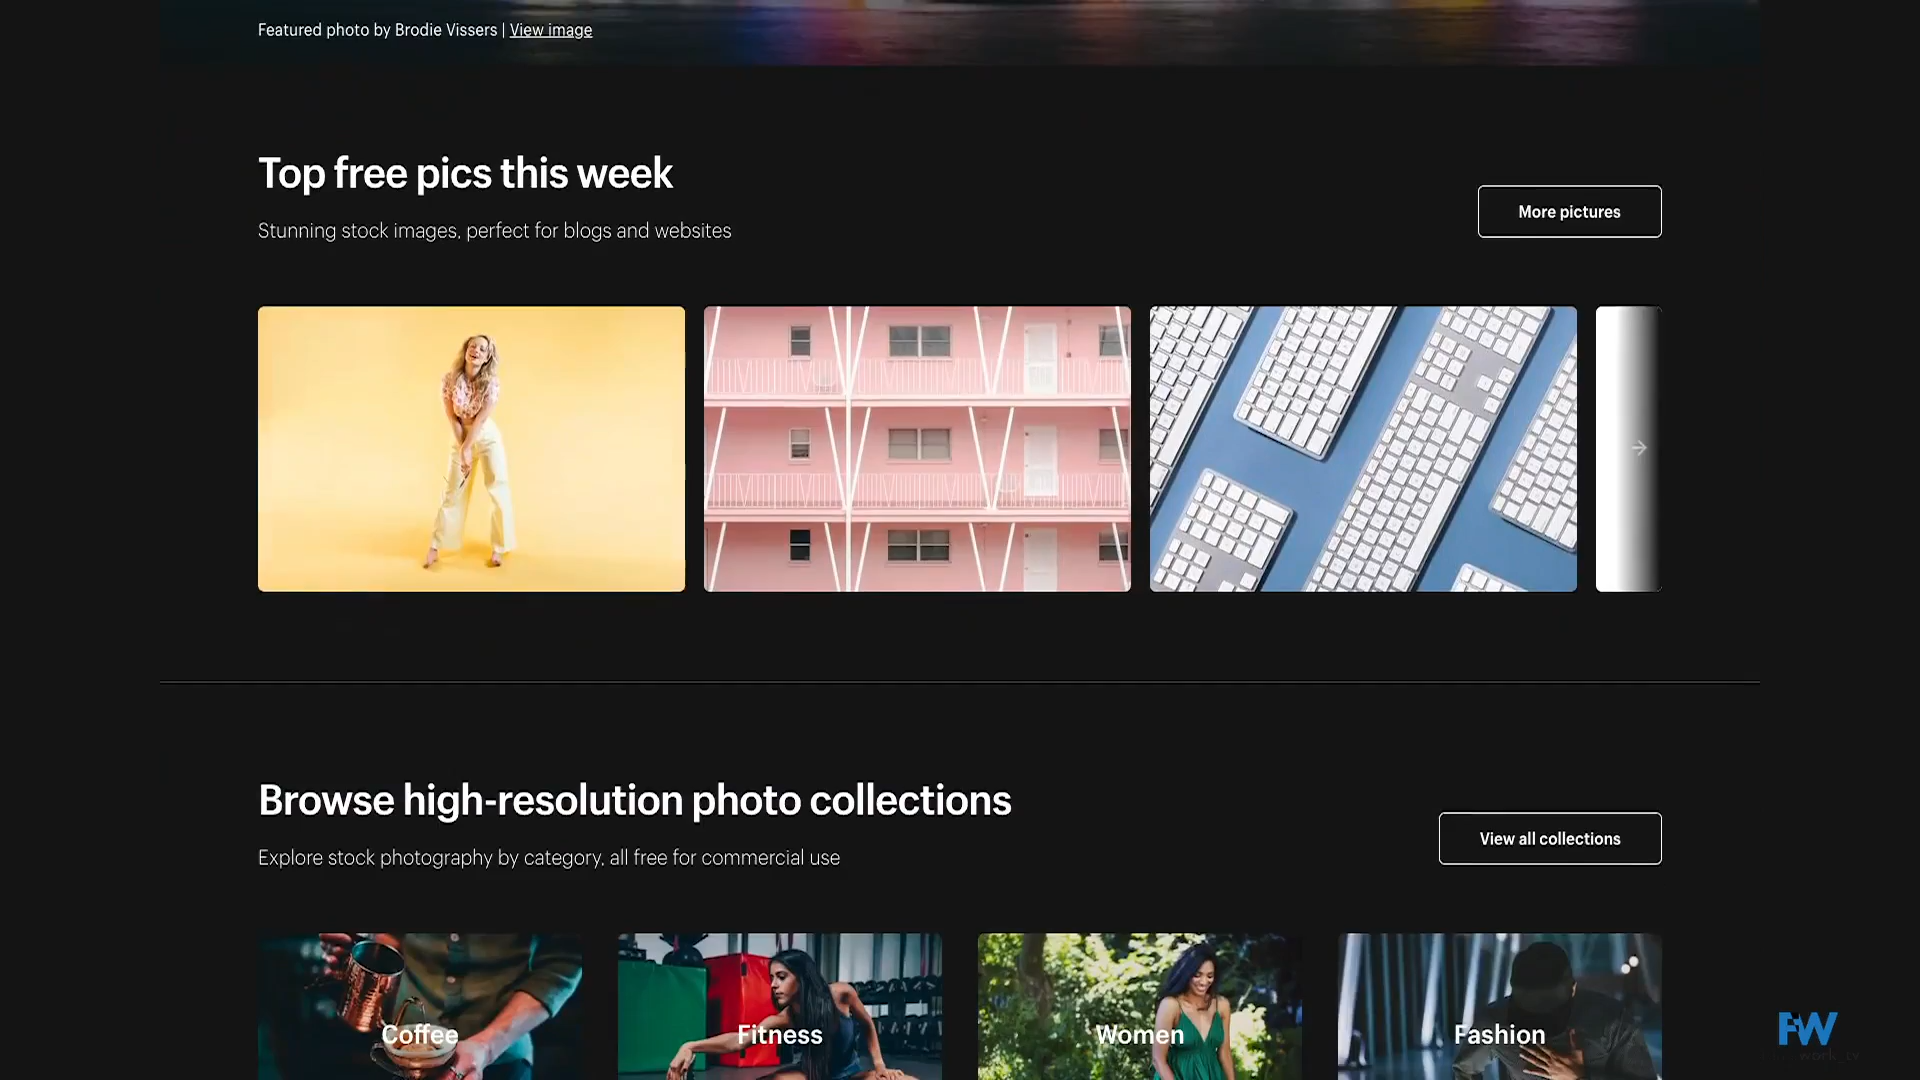 Featured photo by Brodie Vissers | View image
Top free pics this week
Stunning stock images, perfect for blogs and websites
More pictures
Browse high-resolution photo collections
Explore stock photography by category, all free for commercial use
View all collections
Coffee
Fitness
Women
Fashion
FW